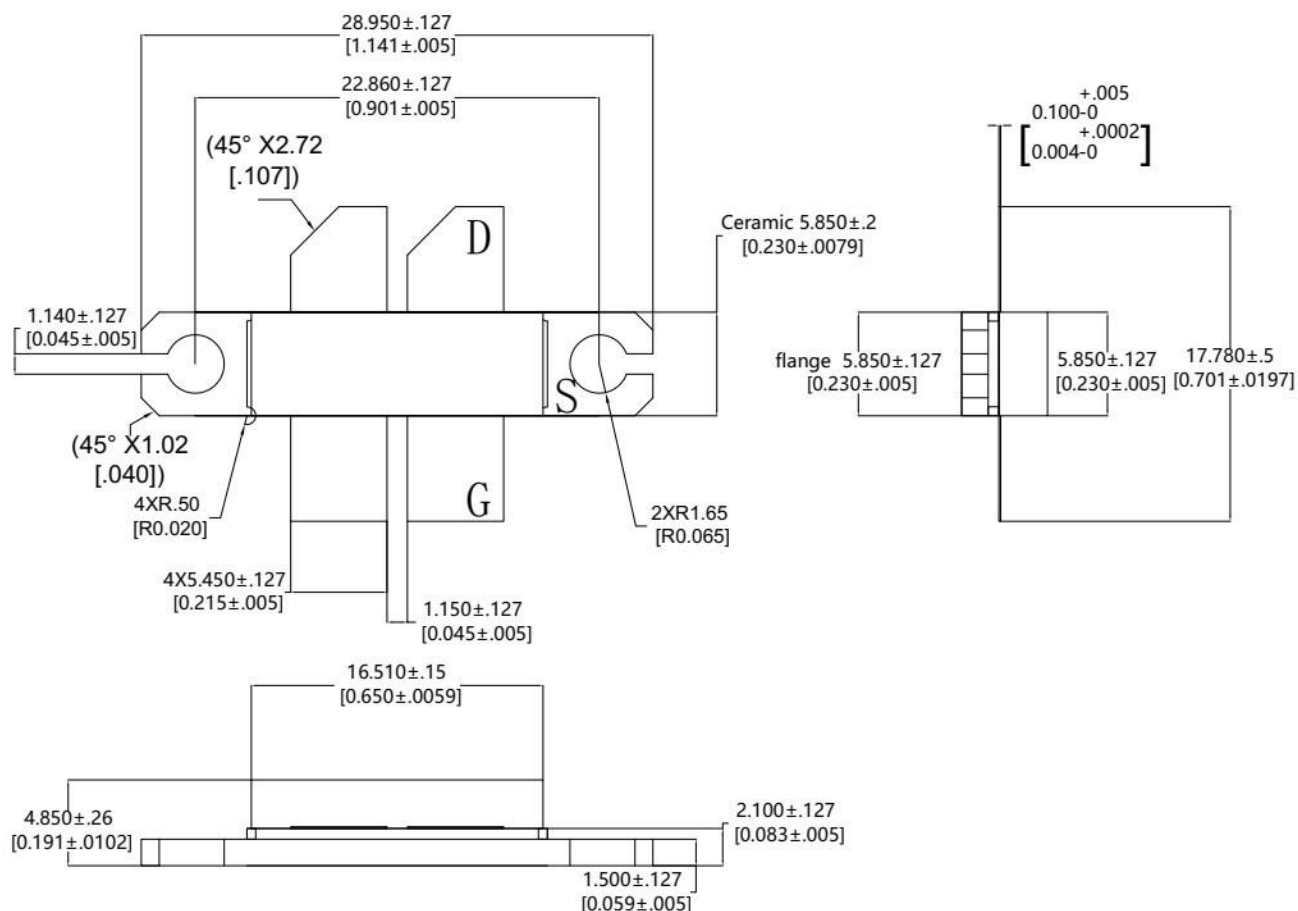 28.950±.127
[1.141±.005]
22.860±.127
[0.901±.005]
(45° X2.72
[.107])
D
+.005
0.100-0
+.0002
[0.004-0]
Ceramic 5.850±.2
[0.230±.0079]
1.140±.127
[0.045±.005]
flange 5.850±.127
[0.230±.005]
5.850±.127
[0.230±.005]
17.780±.5
[0.701±.0197]
S
(45° X1.02
[.040])
4XR.50
[R0.020]
G
2XR1.65
[R0.065]
4X5.450±.127
[0.215±.005]
1.150±.127
[0.045±.005]
16.510±.15
[0.650±.0059]
4.850±.26
[0.191±.0102]
2.100±.127
[0.083±.005]
1.500±.127
[0.059±.005]